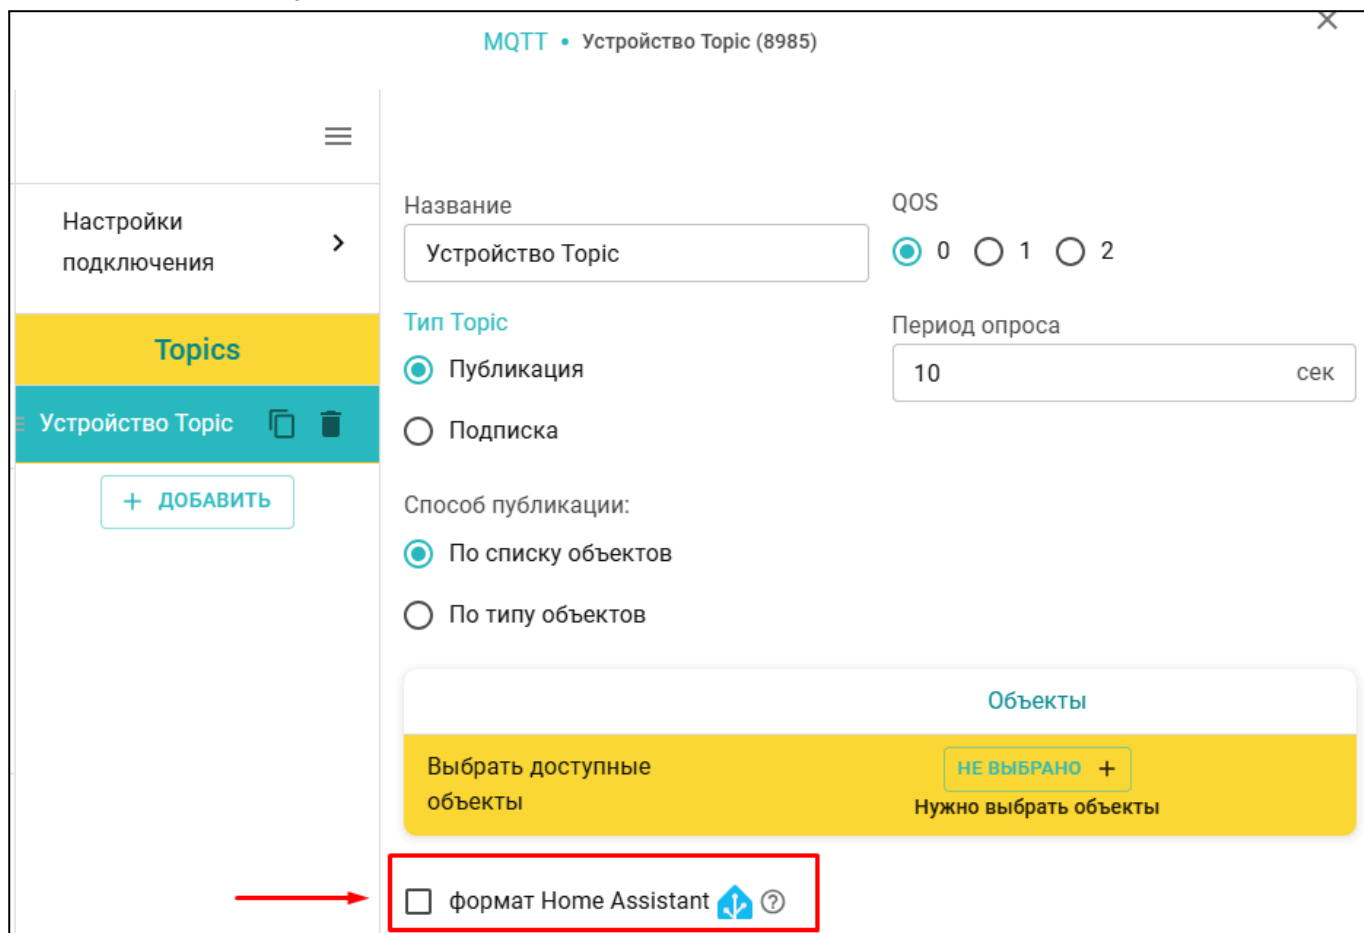 MQTT • Устройство Topic (8985)
Настройки
подключения
Topics
Устройство Topic
+ ДОБАВИТЬ
Название
Устройство Topic
QOS
0 1 2
Тип Topic
Публикация
Подписка
Период опроса
10 сек
Способ публикации:
По списку объектов
По типу объектов
Объекты
Выбрать доступные
объекты
НЕ ВЫБРАНО +
Нужно выбрать объекты
формат Home Assistant